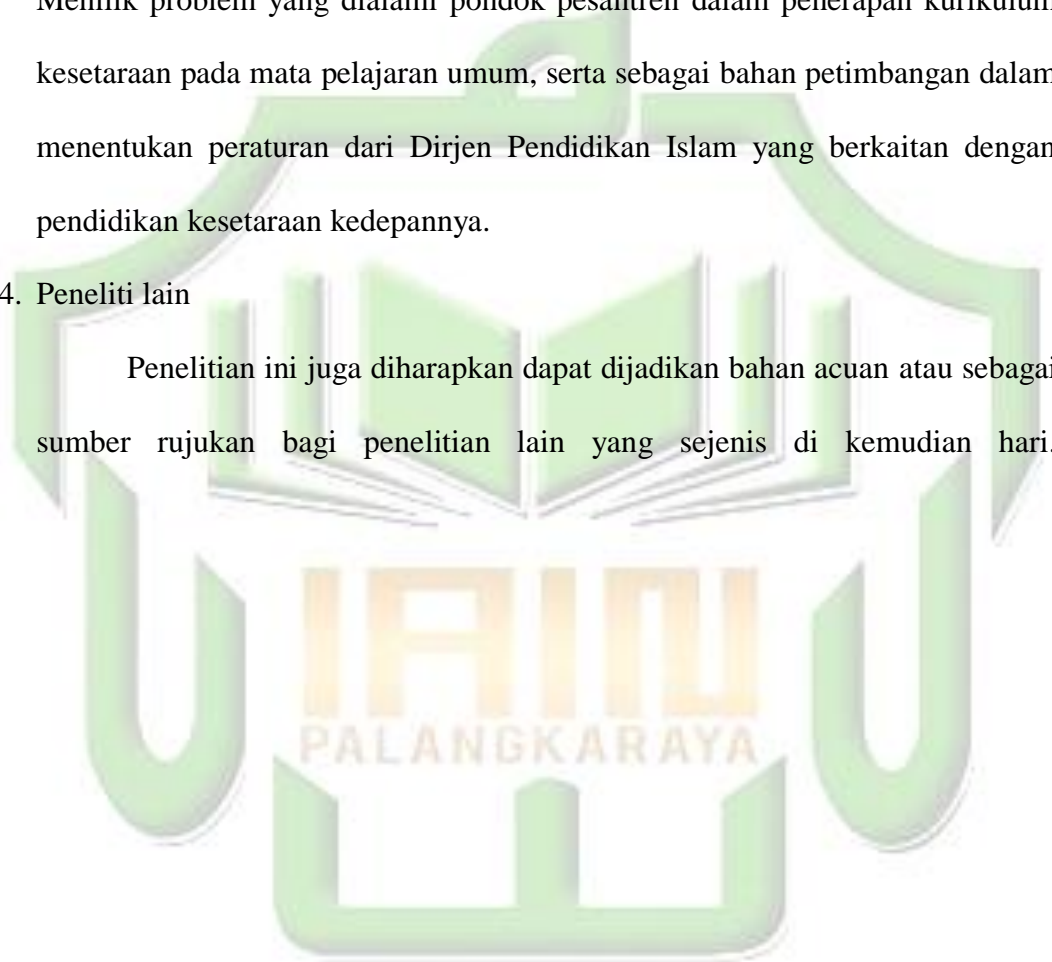 Memilik problem yang dialami pondok pesantren dalam penerapan kurikulum
kesetaraan pada mata pelajaran umum, serta sebagai bahan petimbangan dalam
menentukan peraturan dari Dirjen Pendidikan Islam yang berkaitan dengan
pendidikan kesetaraan kedepannya.
4. Peneliti lain
Penelitian ini juga diharapkan dapat dijadikan bahan acuan atau sebagai
sumber rujukan bagi penelitian lain yang sejenis di kemudian hari.
IAIN
PALANGKARAYA